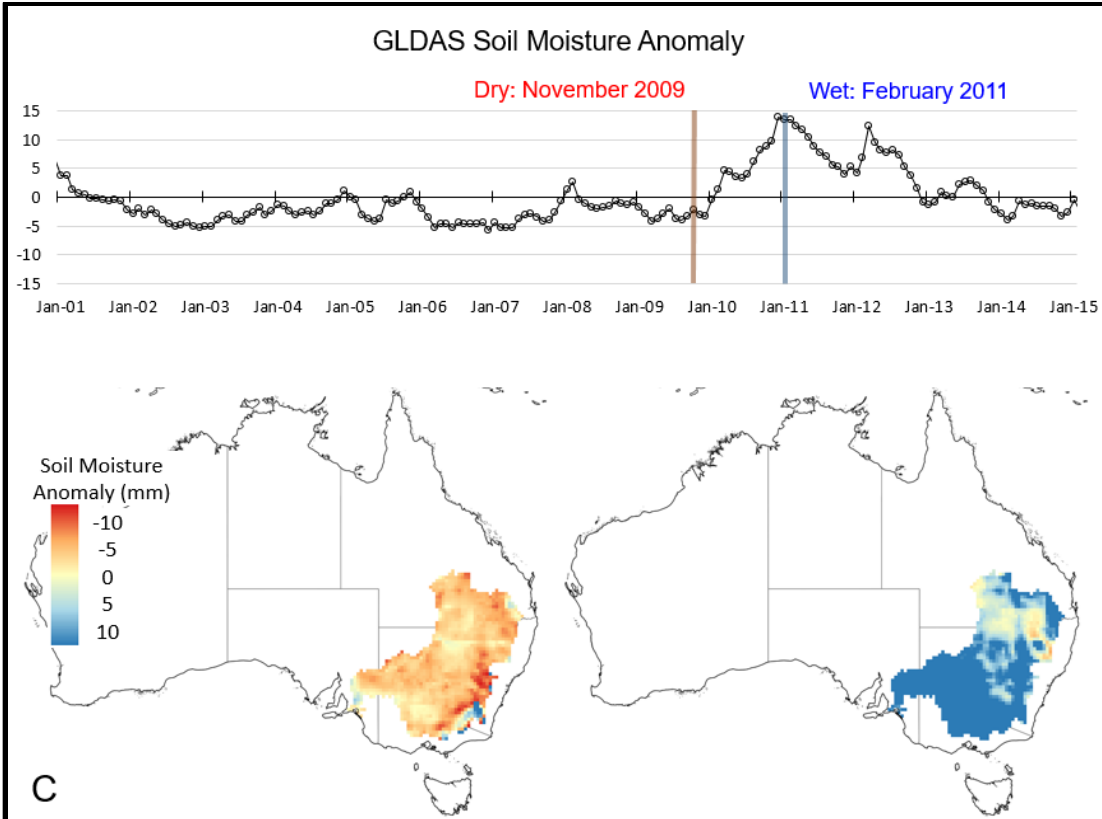 GLDAS Soil Moisture Anomaly
Dry: November 2009
Wet: February 2011
15
10
5
0
-5
-10
-15
Jan-01 Jan-02 Jan-03 Jan-04 Jan-05 Jan-06 Jan-07 Jan-08 Jan-09 Jan-10 Jan-11 Jan-12 Jan-13 Jan-14 Jan-15
Soil Moisture
Anomaly (mm)
-10
-5
0
5
10
C